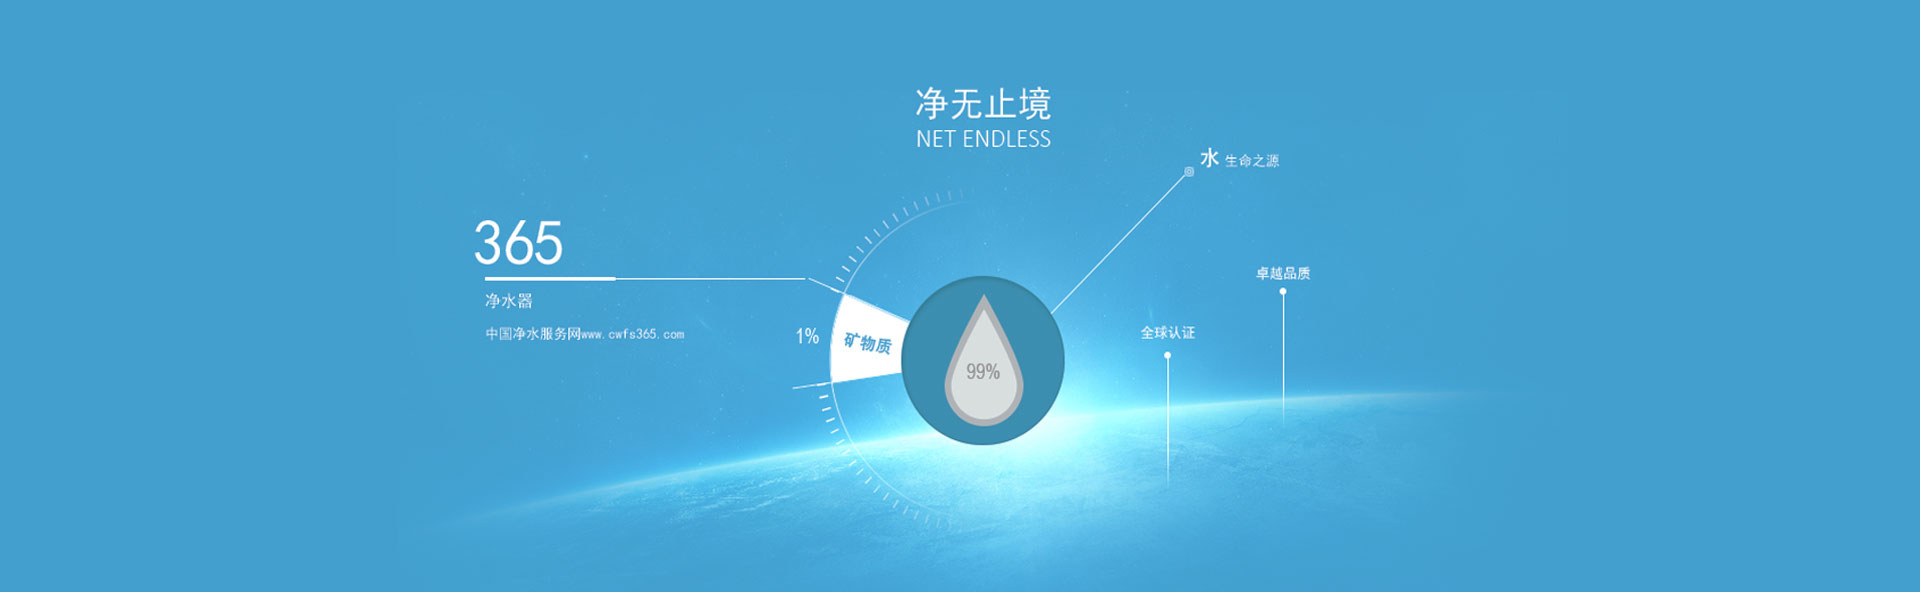 净无止境
NET ENDLESS
水 生命之源
365
净水器
中国净水服务网www.cwfs365.com
1%
矿物质
99%
卓越品质
全球认证